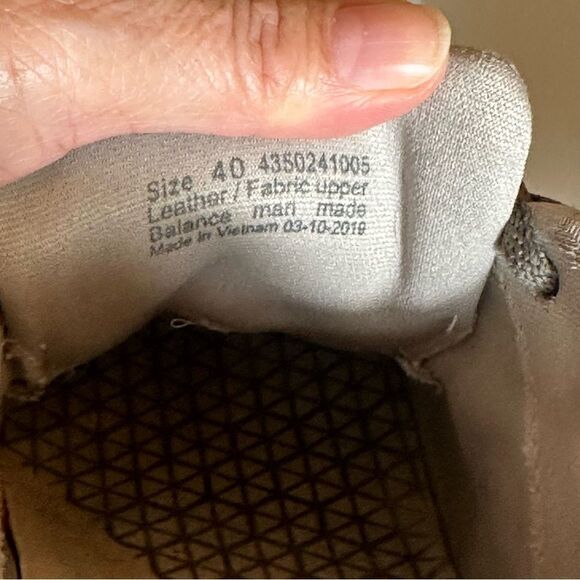 Size 40 4350241005
Leather / Fabric upper
Balance man made
Made in Vietnam 03-10-2019